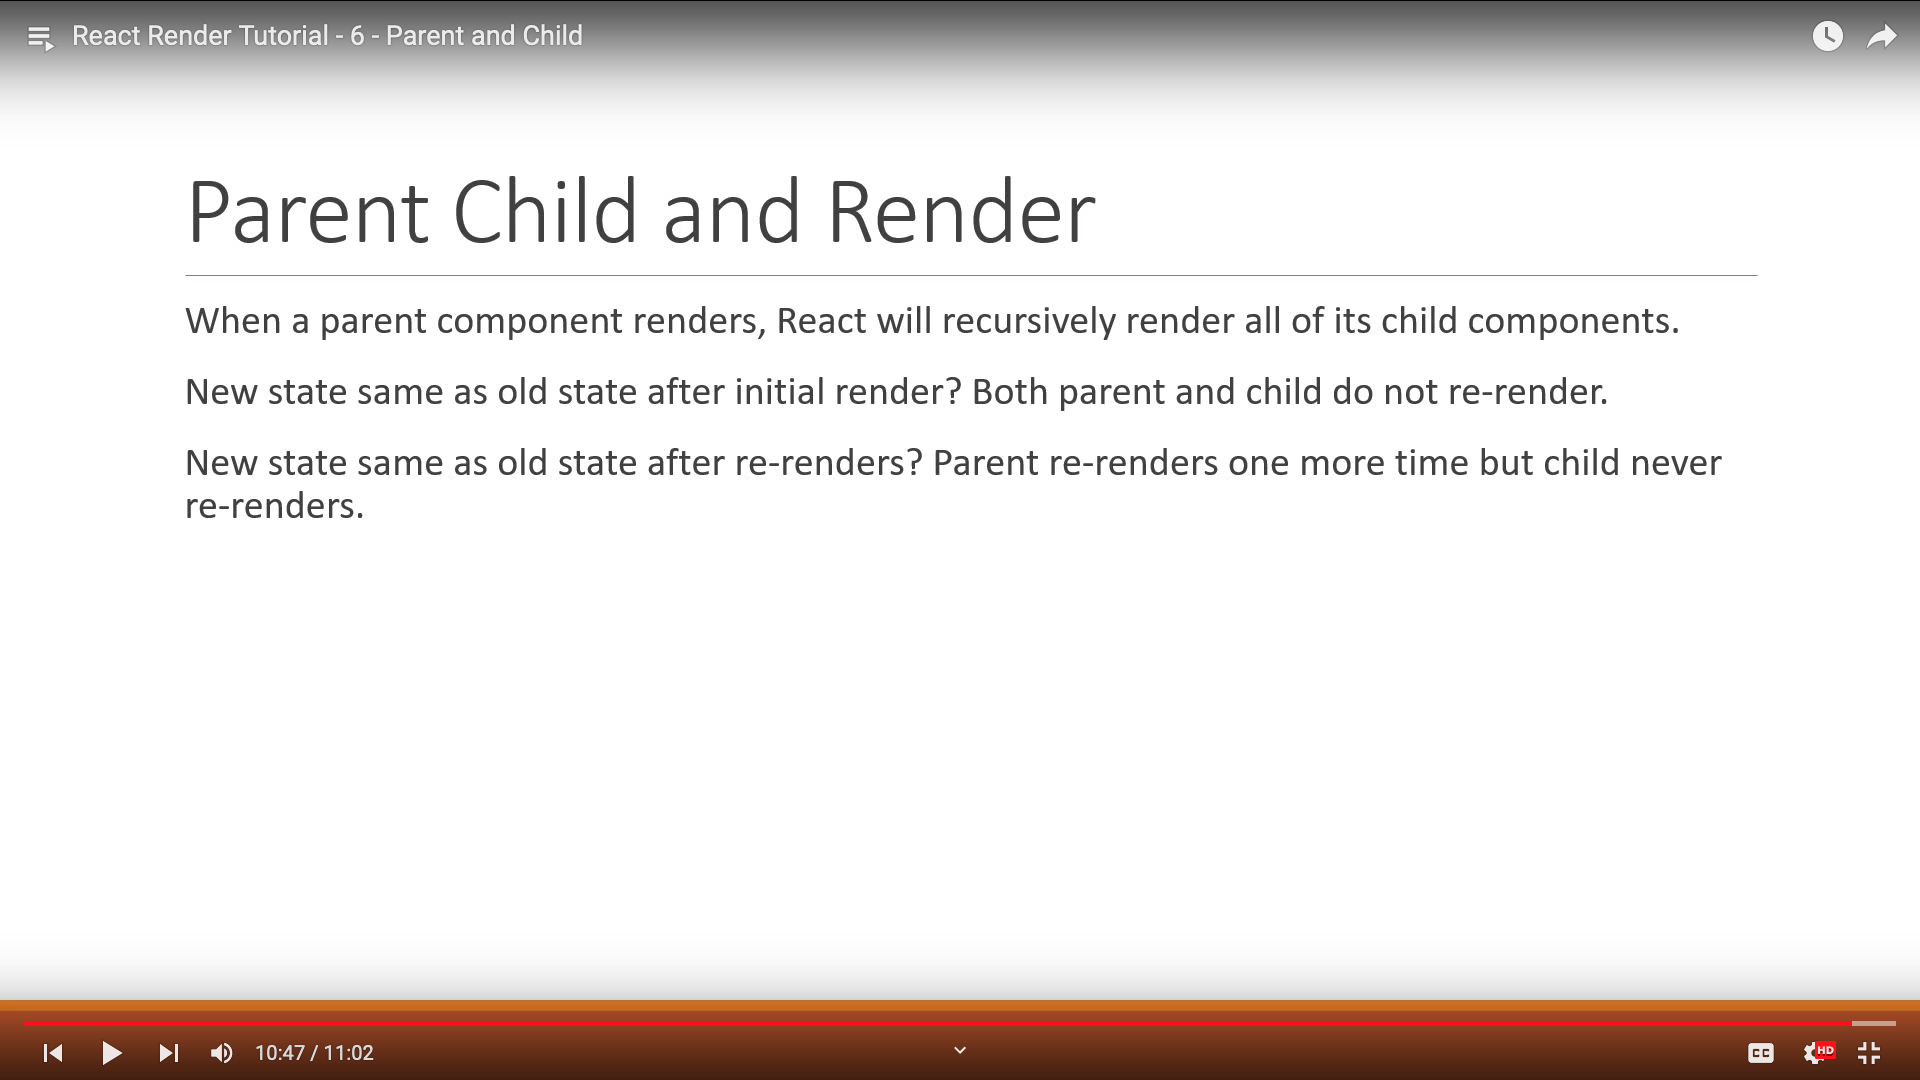 React Render Tutorial - 6 - Parent and Child
Parent Child and Render
When a parent component renders, React will recursively render all of its child components.
New state same as old state after initial render? Both parent and child do not re-render.
New state same as old state after re-renders? Parent re-renders one more time but child never
re-renders.
10:47 / 11:02
CC
HD